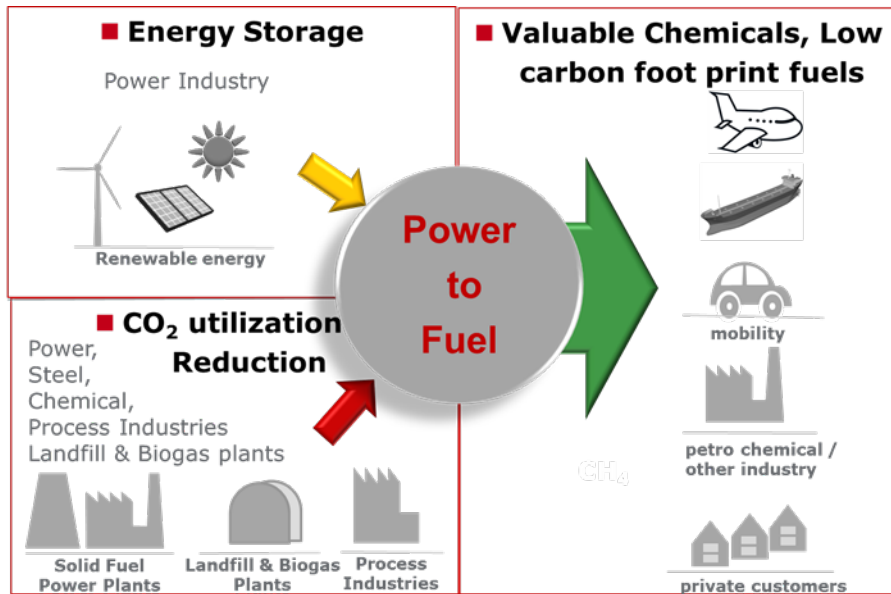 ■ Energy Storage
Power Industry
Renewable energy
■ CO₂ utilization
Reduction
Power,
Steel,
Chemical,
Process Industries
Landfill & Biogas plants
Solid Fuel
Power Plants
Landfill & Biogas
Plants
Process
Industries
Power
to
Fuel
■ Valuable Chemicals, Low
carbon foot print fuels
mobility
petro chemical /
other industry
CH₄
private customers